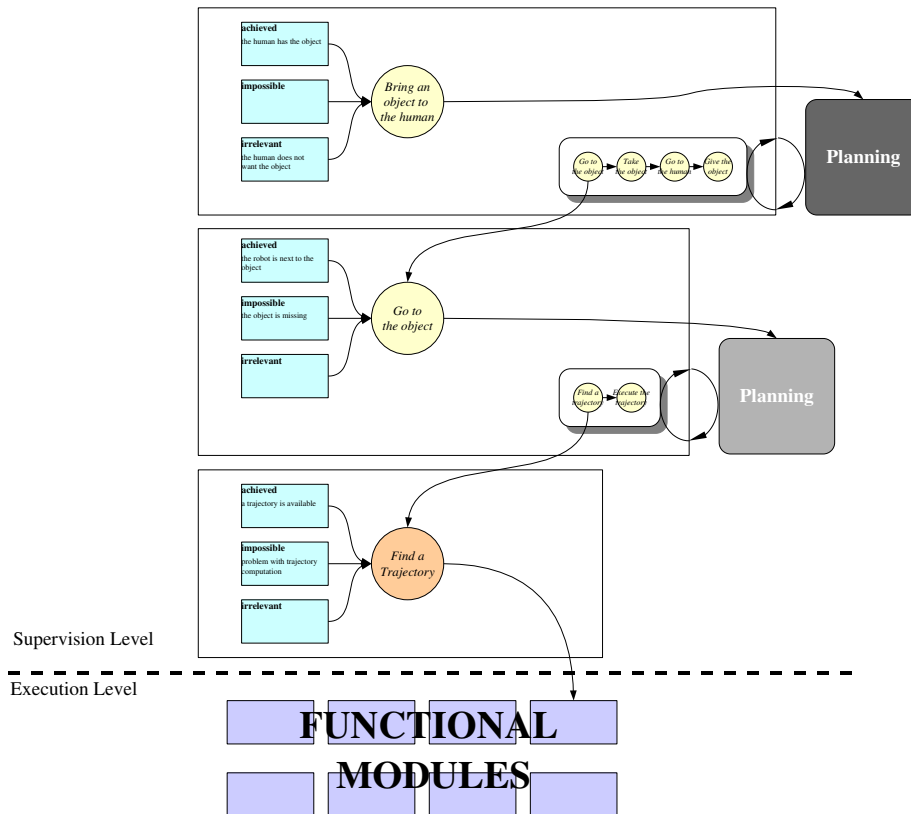 achieved
the human has the object
impossible
irrelevant
the human does not
want the object
Bring an
object to
the human
Go to
the object
Take
the object
Go to
the human
Give the
object
Planning
achieved
the robot is next to the
object
impossible
the object is missing
irrelevant
Go to
the object
Find a
trajectory
Execute the
trajectory
Planning
achieved
a trajectory is available
impossible
problem with trajectory
computation
irrelevant
Find a
Trajectory
Supervision Level
Execution Level
FUNCTIONAL
MODULES